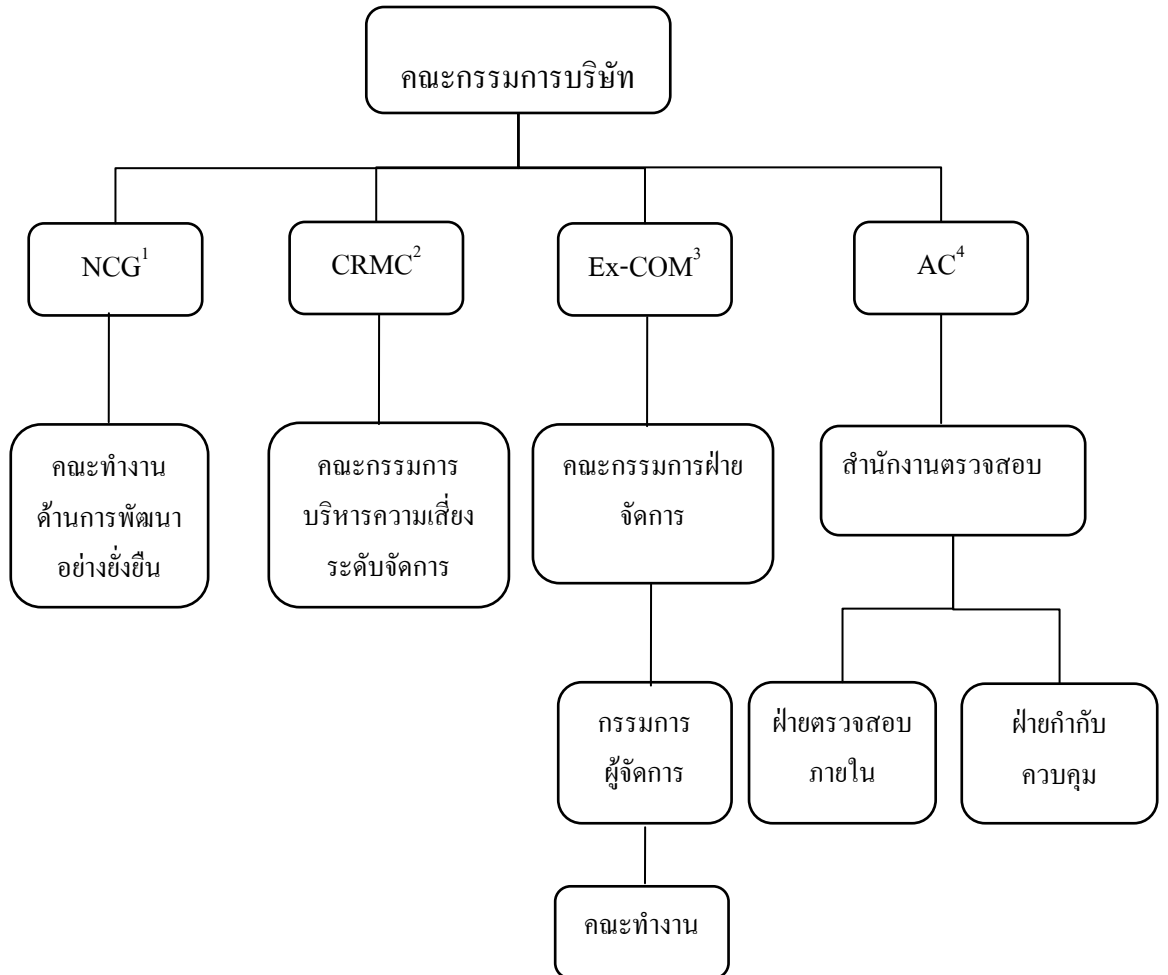 คณะกรรมการบริษัท
NCG¹
CRMC²
Ex-COM³
AC⁴
คณะทำงาน
ด้านการพัฒนา
อย่างยั่งยืน
คณะกรรมการ
บริหารความเสี่ยง
ระดับจัดการ
คณะกรรมการฝ่าย
จัดการ
สำนักงานตรวจสอบ
กรรมการ
ผู้จัดการ
ฝ่ายตรวจสอบ
ภายใน
ฝ่ายกำกับ
ควบคุม
คณะทำงาน